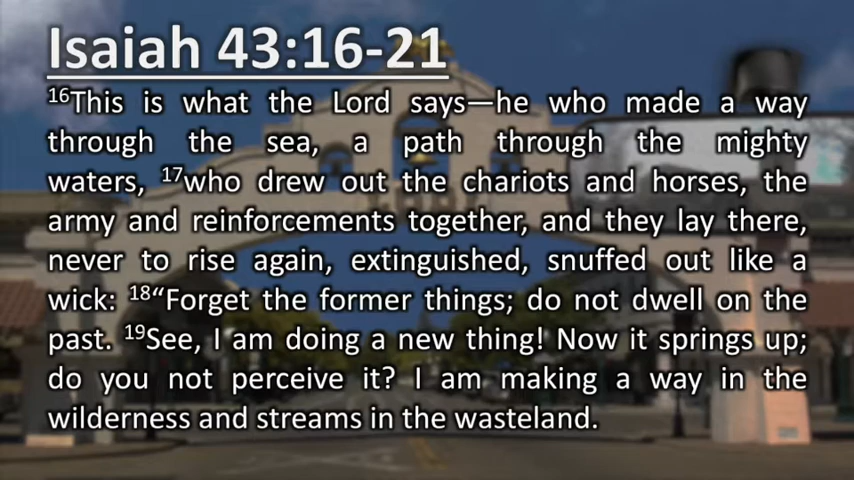 Isaiah 43:16-21
¹⁶This is what the Lord says—he who made a way
through the sea, a path through the mighty
waters, ¹⁷who drew out the chariots and horses, the
army and reinforcements together, and they lay there,
never to rise again, extinguished, snuffed out like a
wick: ¹⁸“Forget the former things; do not dwell on the
past. ¹⁹See, I am doing a new thing! Now it springs up;
do you not perceive it? I am making a way in the
wilderness and streams in the wasteland.